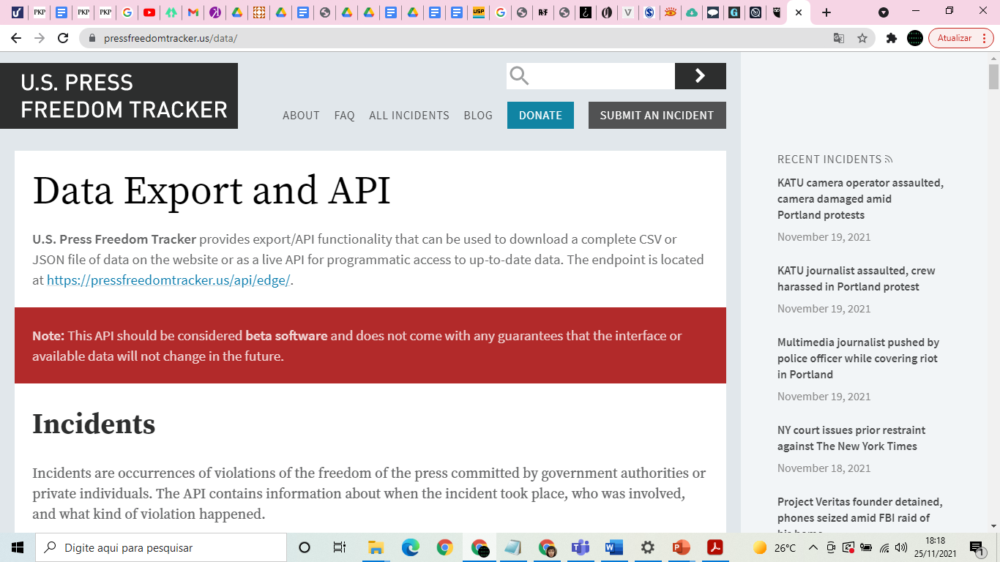 PKP
PKP
PKP
USP
pressfreedomtracker.us/data/
Atualizar
U.S. PRESS
FREEDOM TRACKER
ABOUT FAQ ALL INCIDENTS BLOG DONATE SUBMIT AN INCIDENT
Data Export and API
U.S. Press Freedom Tracker provides export/API functionality that can be used to download a complete CSV or
JSON file of data on the website or as a live API for programmatic access to up-to-date data. The endpoint is located
at https://pressfreedomtracker.us/api/edge/.
Note: This API should be considered beta software and does not come with any guarantees that the interface or
available data will not change in the future.
Incidents
Incidents are occurrences of violations of the freedom of the press committed by government authorities or
private individuals. The API contains information about when the incident took place, who was involved,
and what kind of violation happened.
RECENT INCIDENTS
KATU camera operator assaulted,
camera damaged amid
Portland protests
November 19, 2021
KATU journalist assaulted, crew
harassed in Portland protest
November 19, 2021
Multimedia journalist pushed by
police officer while covering riot
in Portland
November 19, 2021
NY court issues prior restraint
against The New York Times
November 18, 2021
Project Veritas founder detained,
phones seized amid FBI raid of
Digite aqui para pesquisar
26°C
18:18
25/11/2021
1